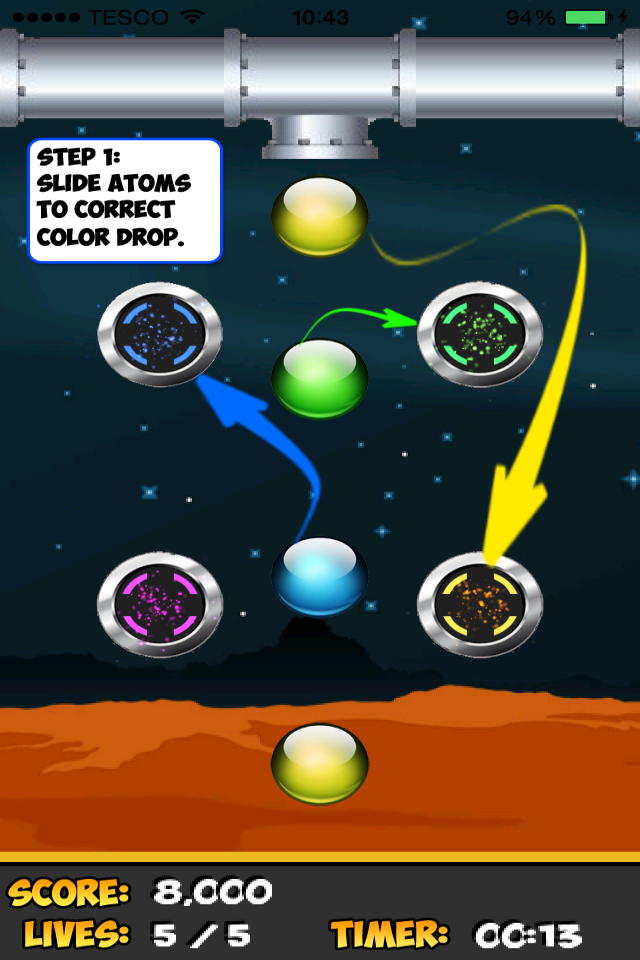 TESCO 10:43 94%
STEP 1:
SLIDE ATOMS
TO CORRECT
COLOR DROP.
SCORE: 8,000
LIVES: 5 / 5 TIMER: 00:13